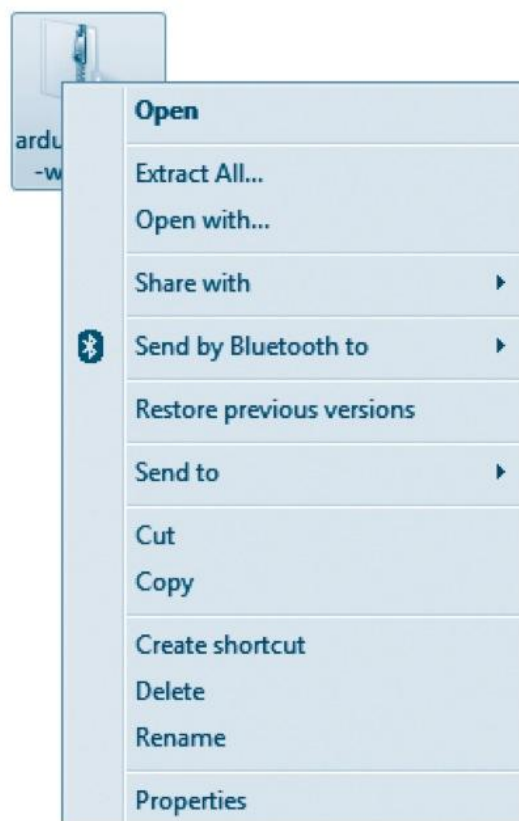 ardu
-w
Open
Extract All...
Open with...
Share with
Send by Bluetooth to
Restore previous versions
Send to
Cut
Copy
Create shortcut
Delete
Rename
Properties